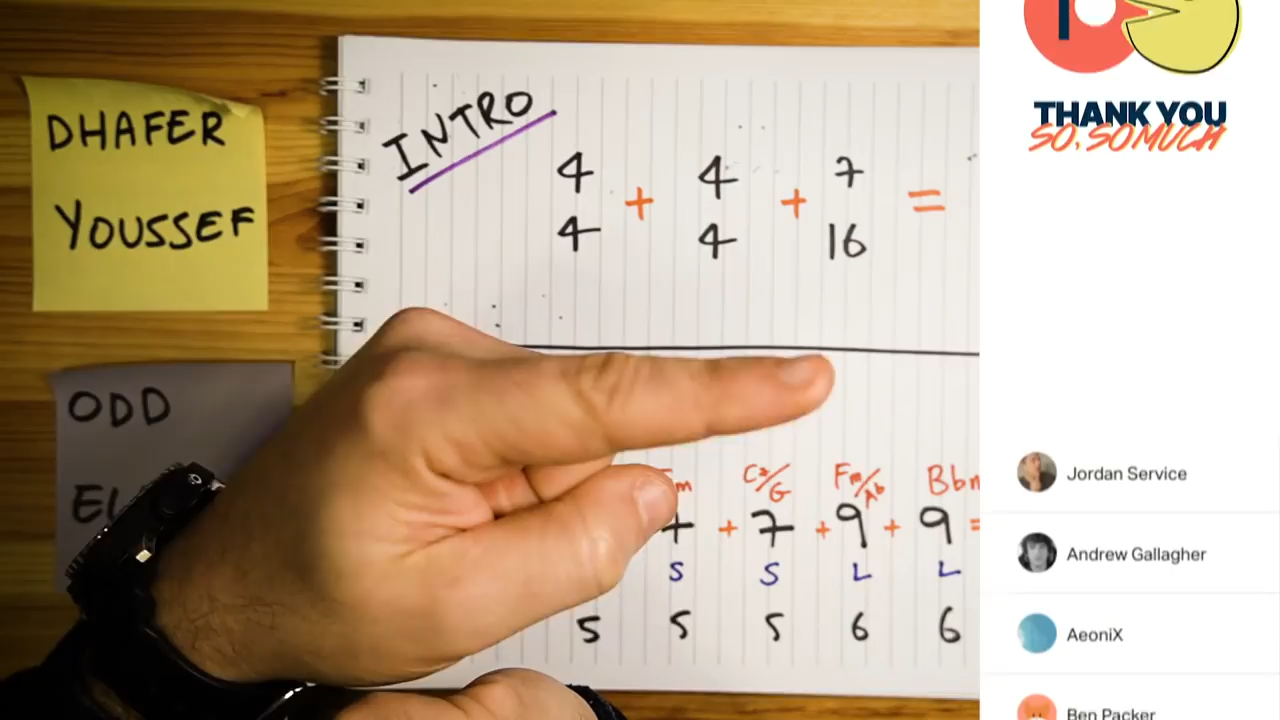 DHAFER
YOUSSEF
INTRO
4 + 4 + 7 =
4 4 16
ODD
C7/G Fm/Ab
+ 7 + 9 + 9 =
S S L L
5 5 5 6 6
THANK YOU
SO, SO MUCH
Jordan Service
Andrew Gallagher
AeoniX
Ben Packer